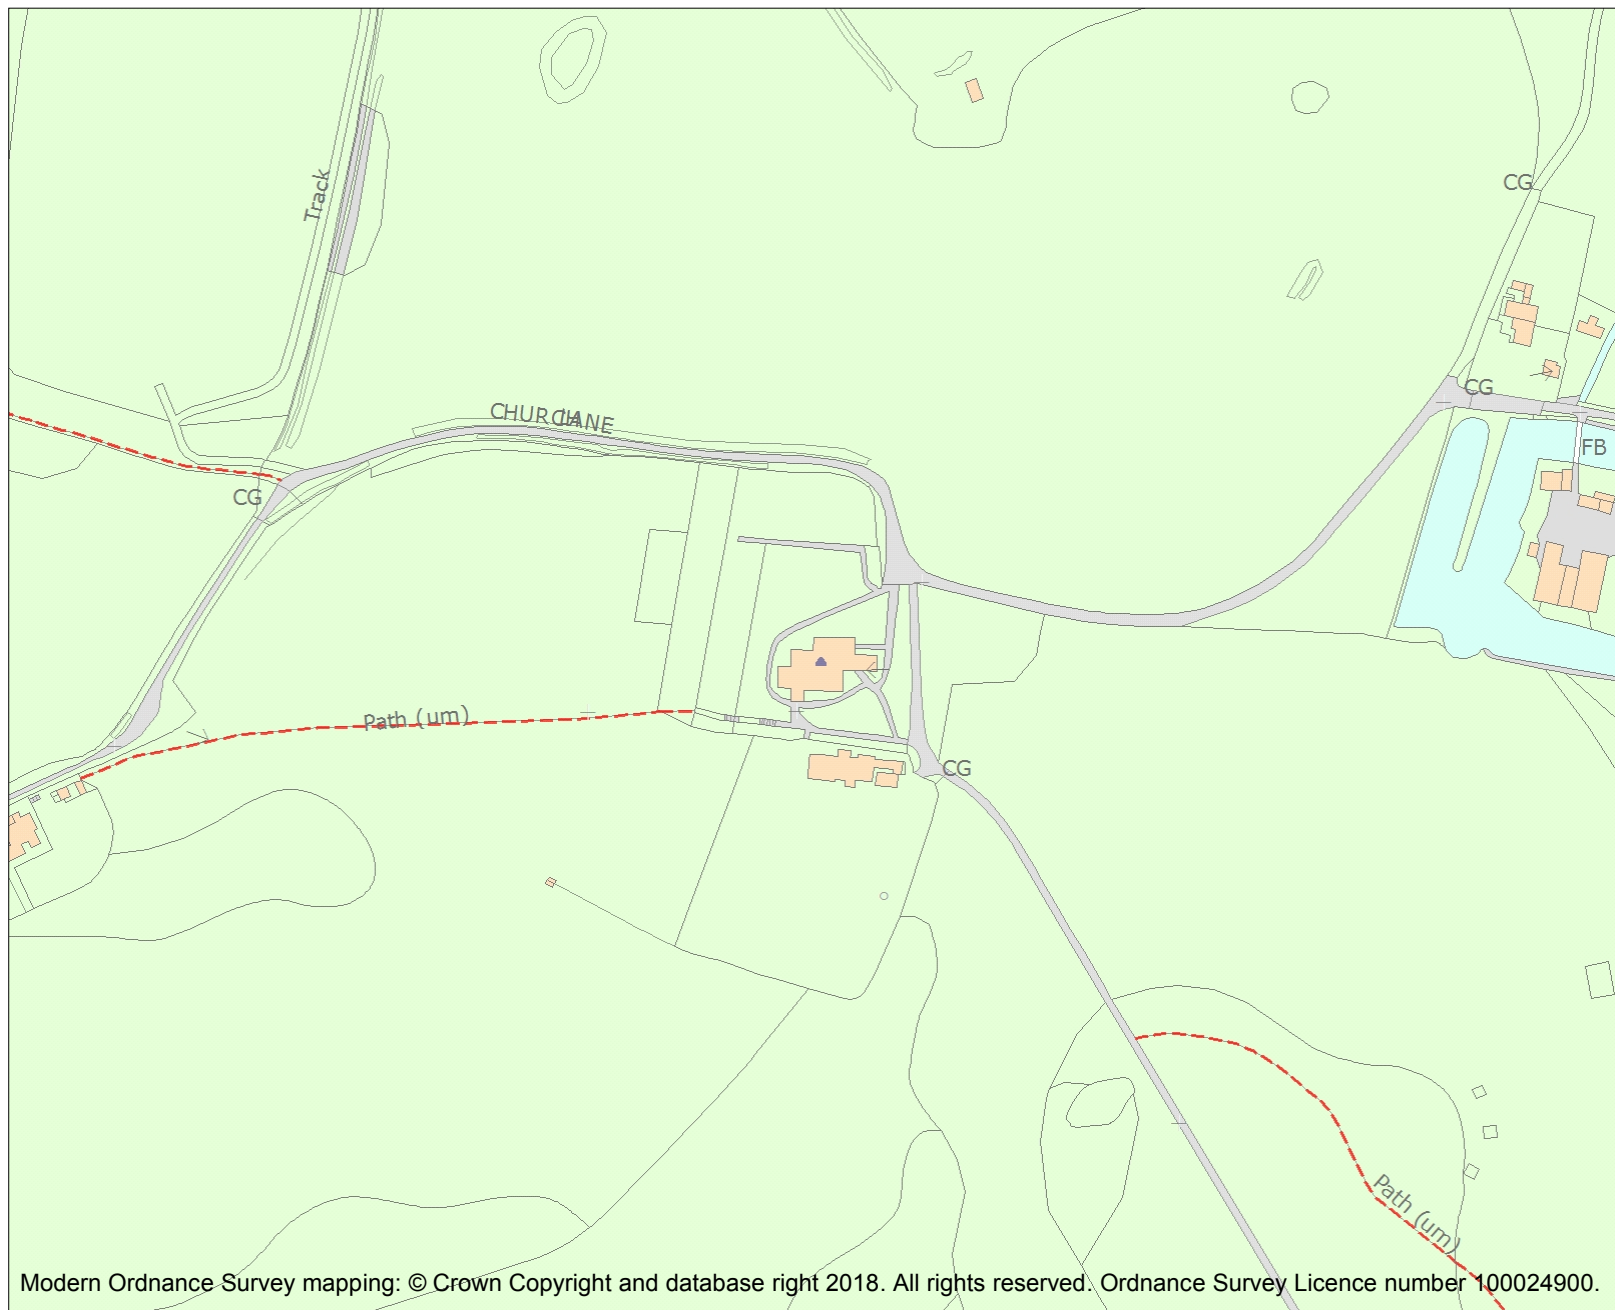 Track
CG
CHURCH LANE
CG
FB
CG
Path (um)
CG
Path (um)
Modern Ordnance Survey mapping: © Crown Copyright and database right 2018. All rights reserved. Ordnance Survey Licence number 100024900.